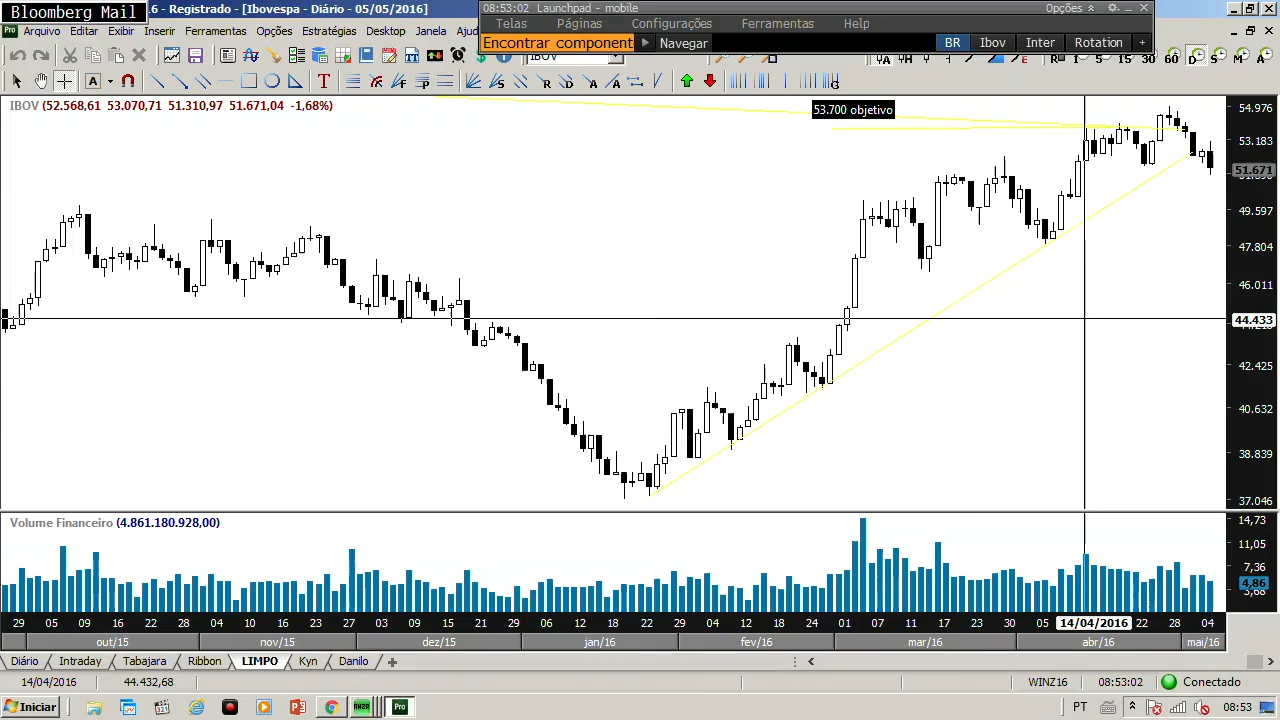 Bloomberg Mail
16 - Registrado - [Ibovespa - Diário - 05/05/2016]
08:53:02 Launchpad - mobile
Opções
Telas Páginas Configurações Ferramentas Help
Encontrar component Navegar BR Ibov Inter Rotation +
Arquivo Editar Exibir Inserir Ferramentas Opções Estratégias Desktop Janela Ajud
IBOV (52.568,61 53.070,71 51.310,97 51.671,04 -1,68%)
53.700 objetivo
54.976
53.183
51.671
49.597
47.804
46.011
44.433
42.425
40.632
38.839
37.046
Volume Financeiro (4.861.180.928,00)
14,73
11,05
7,36
4,86
29 05 09 16 22 28 04 10 16 23 27 03 09 15 21 29 06 12 18 22 29 04 12 18 24 01 07 11 17 23 30 05 11 14/04/2016 22 28 04
out/15 nov/15 dez/15 jan/16 fev/16 mar/16 abr/16 mai/16
Diário Intraday Tabajara Ribbon LIMPO Kyn Danilo
14/04/2016 44.432,68 WINZ16 08:53:02 Conectado
Iniciar PT 08:53